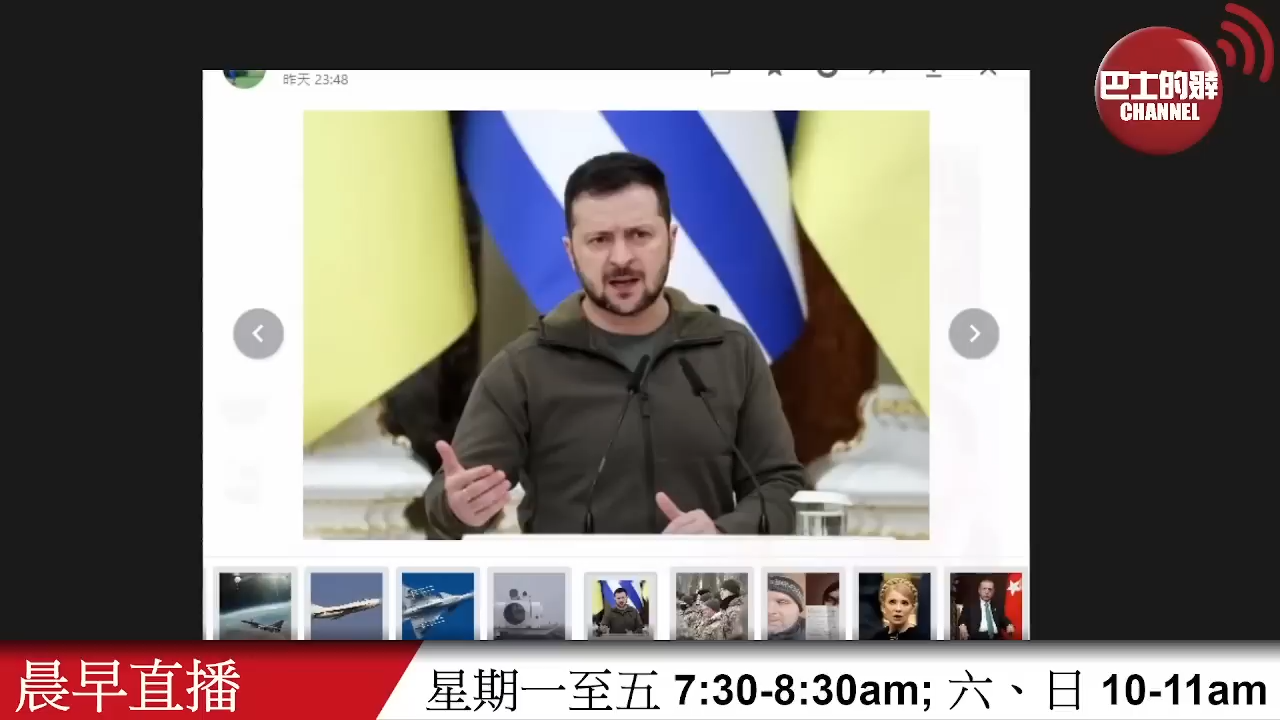 昨天 23:48
巴士的報
CHANNEL
晨早直播
星期一至五 7:30-8:30am; 六、日 10-11am